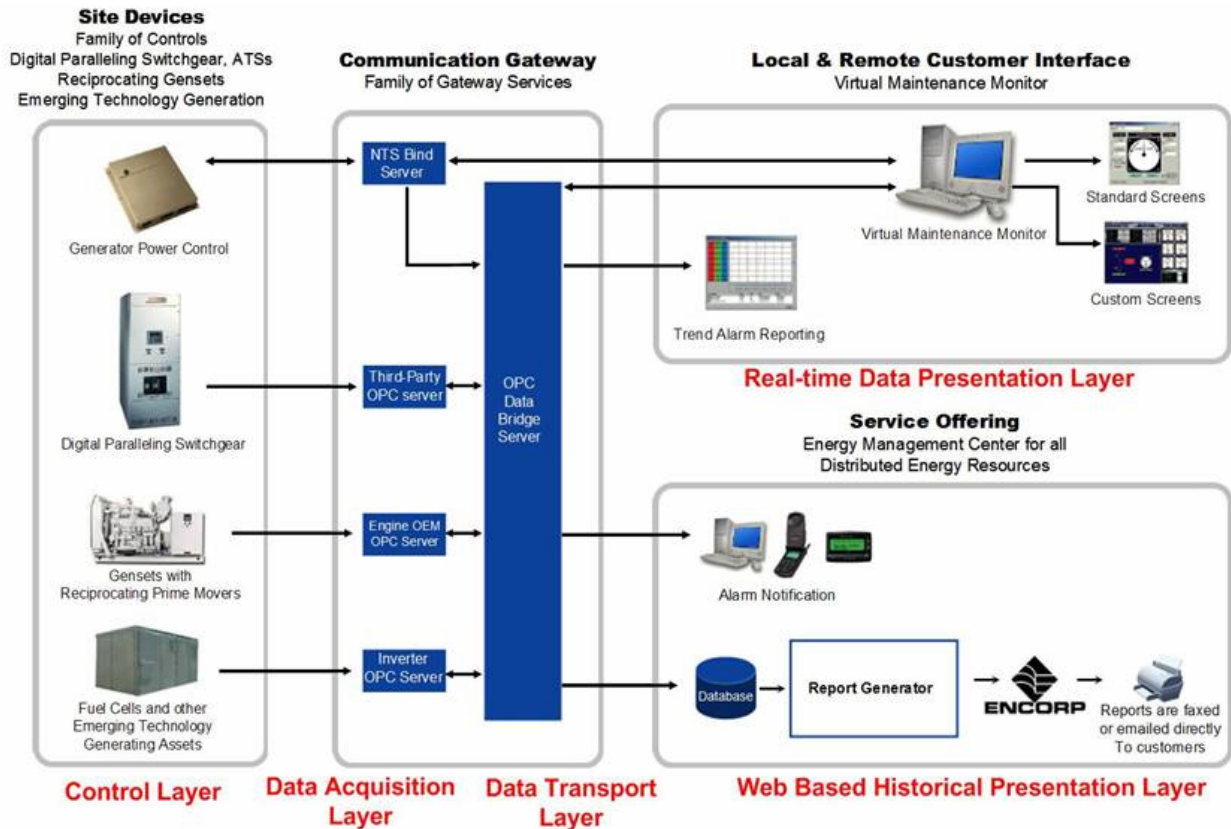 Site Devices
Family of Controls
Digital Paralleling Switchgear, ATSs
Reciprocating Gensets
Emerging Technology Generation
Generator Power Control
Digital Paralleling Switchgear
Gensets with
Reciprocating Prime Movers
Fuel Cells and other
Emerging Technology
Generating Assets
Control Layer
Communication Gateway
Family of Gateway Services
NTS Bind
Server
Third-Party
OPC server
Engine OEM
OPC Server
Inverter
OPC Server
OPC
Data
Bridge
Server
Data Acquisition
Layer
Data Transport
Layer
Local & Remote Customer Interface
Virtual Maintenance Monitor
Virtual Maintenance Monitor
Standard Screens
Custom Screens
Trend Alarm Reporting
Real-time Data Presentation Layer
Service Offering
Energy Management Center for all
Distributed Energy Resources
Alarm Notification
Database
Report Generator
ENCORP
Reports are faxed
or emailed directly
To customers
Web Based Historical Presentation Layer